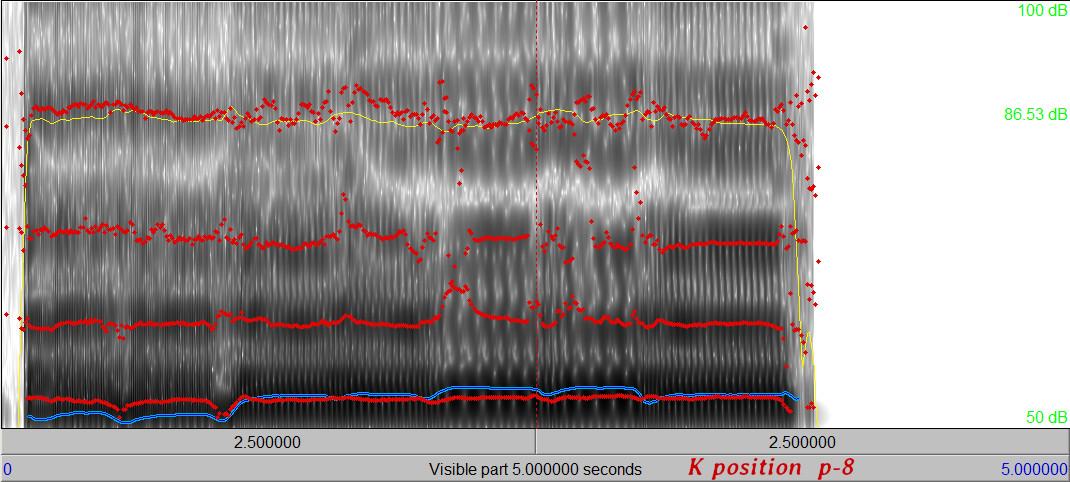 100 dB
86.53 dB
50 dB
2.500000 2.500000
0 Visible part 5.000000 seconds K position p-8 5.000000